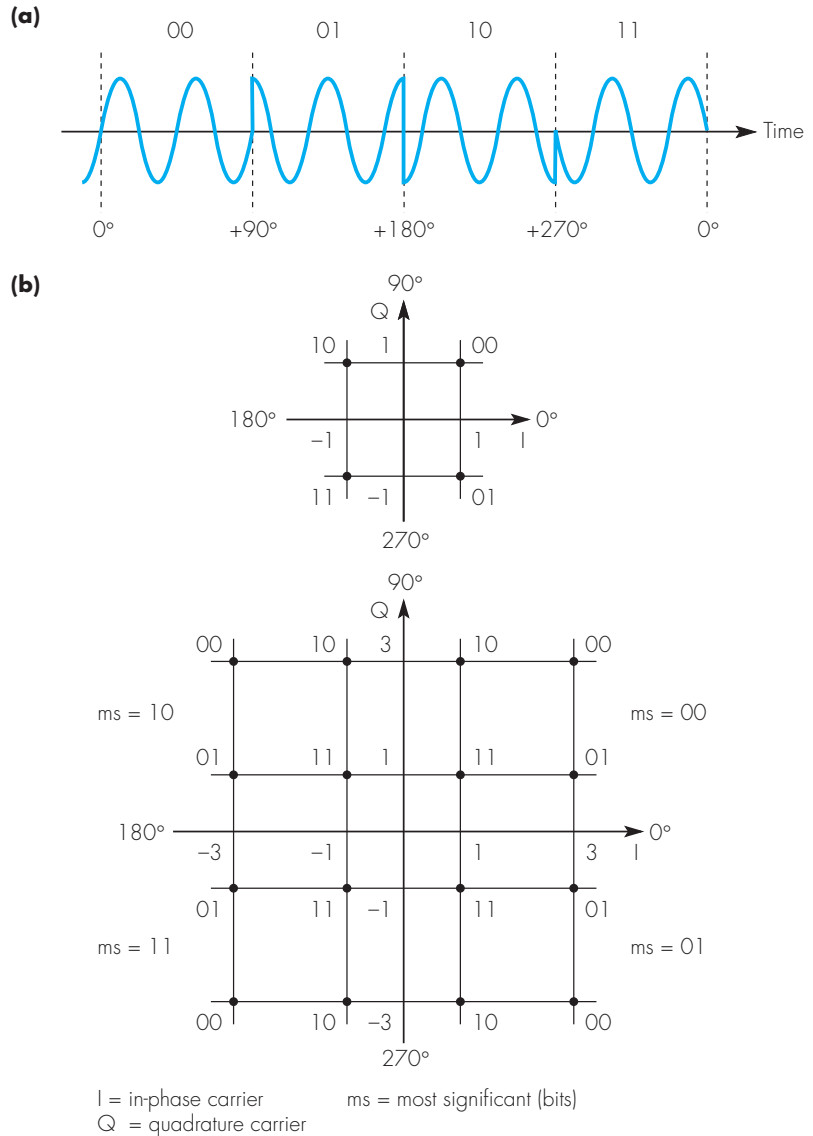 (a)
00 01 10 11
Time
0° +90° +180° +270° 0°
(b)
90°
Q
10 1 00
180° 0°
–1 1 I
11 –1 01
270°
90°
Q
00 10 3 10 00
ms = 10 ms = 00
01 11 1 11 01
180° 0°
–3 –1 1 3 I
01 11 –1 11 01
ms = 11 ms = 01
00 10 –3 10 00
270°
I = in-phase carrier ms = most significant (bits)
Q = quadrature carrier